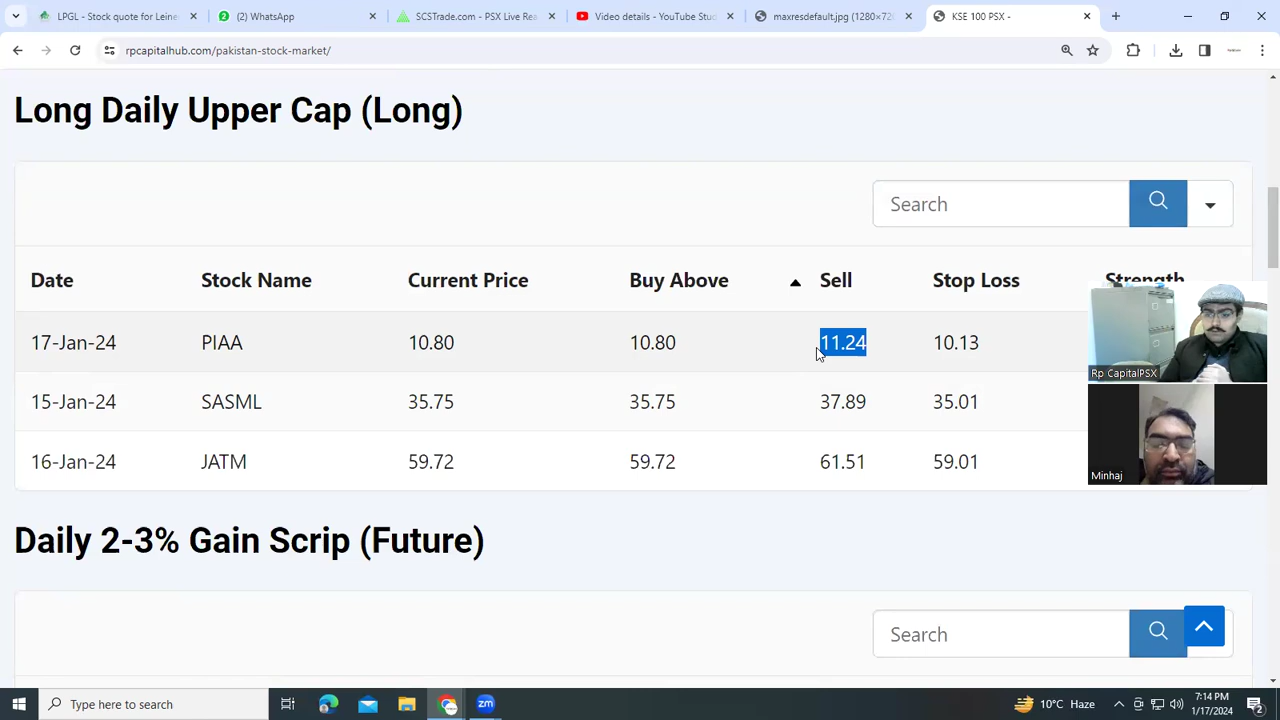 LPGL - Stock quote for Leine
(2) WhatsApp
SCSTrade.com - PSX Live Rea
Video details - YouTube Stud
maxresdefault.jpg (1280×720
KSE 100 PSX -
rpcapitalhub.com/pakistan-stock-market/
Long Daily Upper Cap (Long)
Search
Date Stock Name Current Price Buy Above Sell Stop Loss Strength
17-Jan-24 PIAA 10.80 10.80 11.24 10.13
15-Jan-24 SASML 35.75 35.75 37.89 35.01
16-Jan-24 JATM 59.72 59.72 61.51 59.01
Rp CapitalPSX
Minhaj
Daily 2-3% Gain Scrip (Future)
Search
Type here to search
zm
10°C Haze
7:14 PM
1/17/2024
2